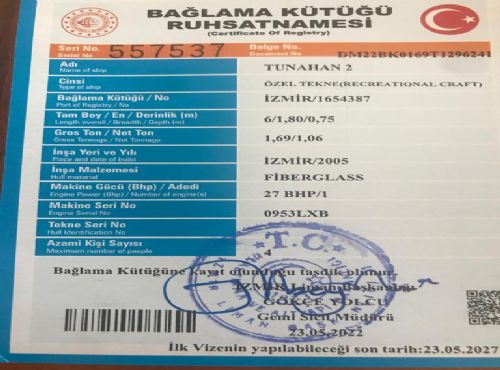 BAĞLAMA KÜTÜĞÜ
RUHSATNAMESİ
(Certificate Of Registry)
Seri No. 557537 Belge No. DM22BK0169T1296241
Serial No. Document No
Adı TUNAHAN 2
Name of ship
Cinsi ÖZEL TEKNE(RECREATIONAL CRAFT)
Type of ship
Bağlama Kütüğü / No İZMİR/1654387
Port of Registry / No
Tam Boy / En / Derinlik (m) 6/1,80/0,75
Length overall / Breadth / Depth (m)
Gros Ton / Net Ton 1,69/1,06
Gross Tonnage / Net Tonnage
İnşa Yeri ve Yılı İZMİR/2005
Place and date of build
İnşa Malzemesi FİBERGLASS
Hull material
Makine Gücü (Bhp) / Adedi 27 BHP/1
Engine Power (Bhp) / Number of engine(s)
Makine Seri No 0953LXB
Engine Serial No
Tekne Seri No
Hull Identification No
Azami Kişi Sayısı
Maximum number of people
T.C.
Bağlama Kütüğüne kayıt olunduğu tasdik olunur.
İZMİR Liman Başkanlığı
GÖKÇE YOLCU
Gemi Sicil Müdürü
23.05.2022
İlk Vizenin yapılabileceği son tarih:23.05.2027